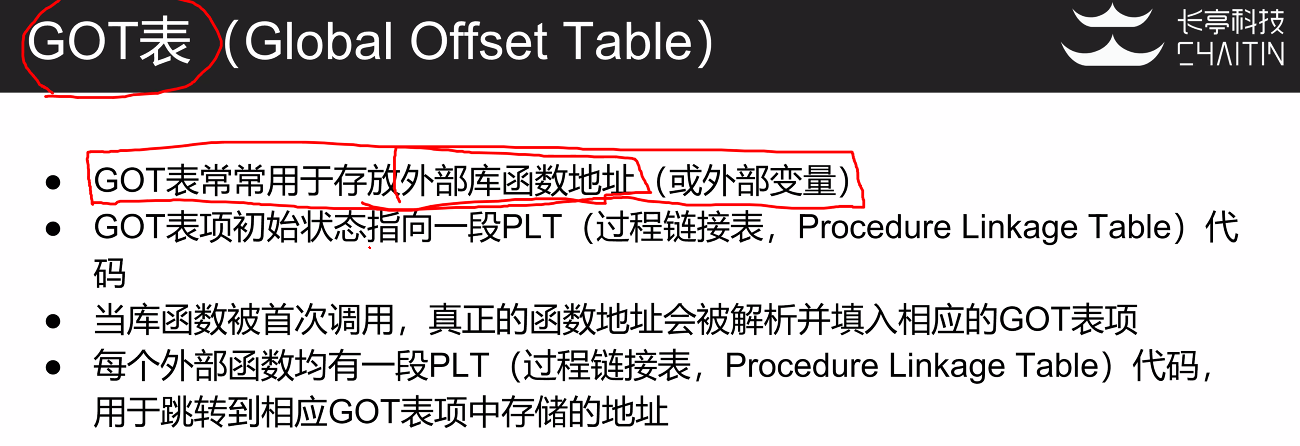 GOT表（Global Offset Table）
长亭科技
CHAITIN
● GOT表常常用于存放外部库函数地址（或外部变量）
● GOT表项初始状态指向一段PLT（过程链接表，Procedure Linkage Table）代
码
● 当库函数被首次调用，真正的函数地址会被解析并填入相应的GOT表项
● 每个外部函数均有一段PLT（过程链接表，Procedure Linkage Table）代码，
用于跳转到相应GOT表项中存储的地址